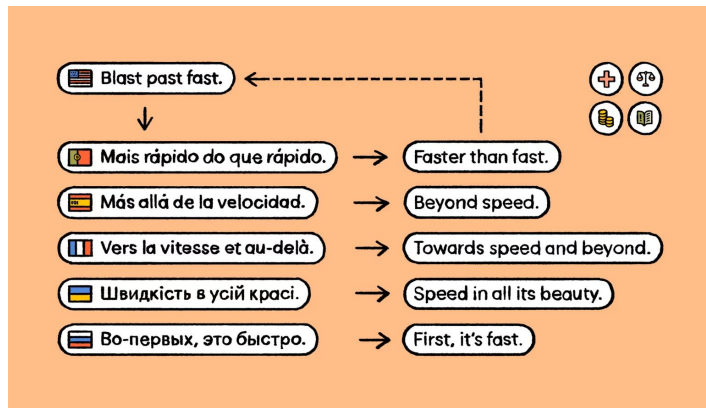 Blast past fast.
Mais rápido do que rápido.
Faster than fast.
Más allá de la velocidad.
Beyond speed.
Vers la vitesse et au-delà.
Towards speed and beyond.
Швидкість в усій красі.
Speed in all its beauty.
Во-первых, это быстро.
First, it's fast.